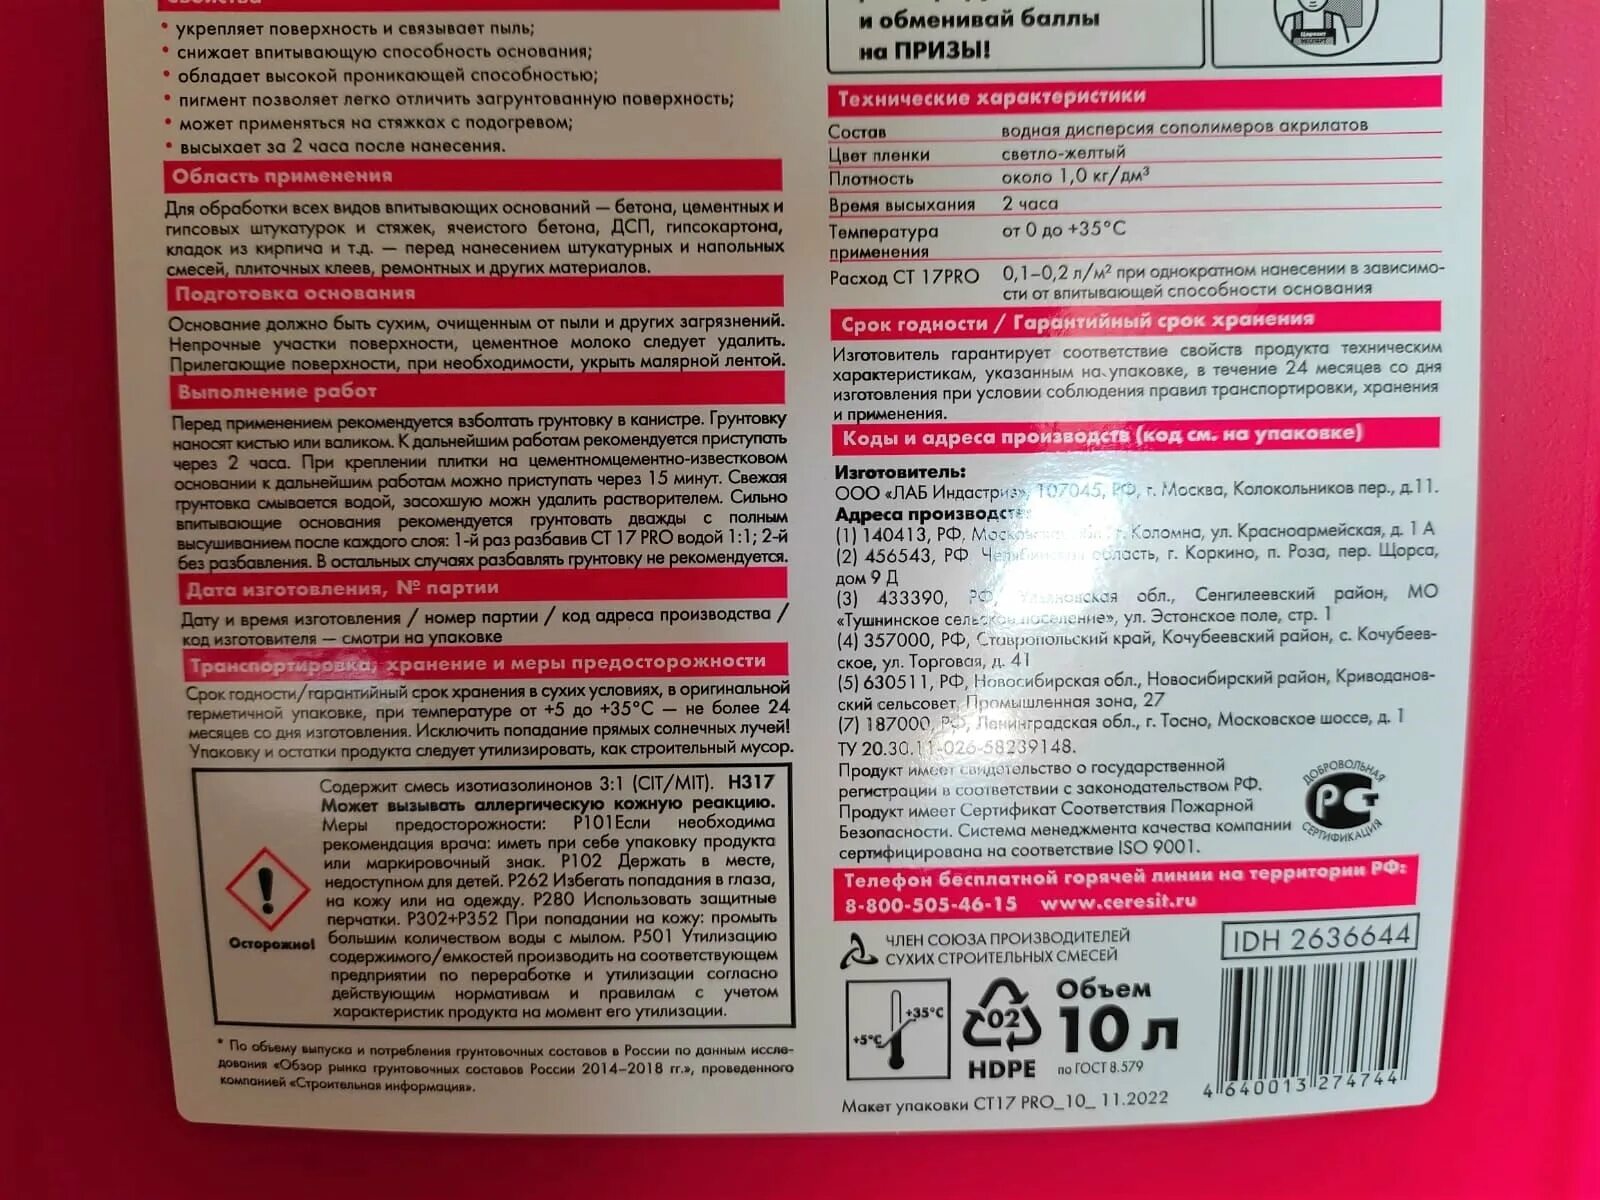 Свойства
• укрепляет поверхность и связывает пыль;
• снижает впитывающую способность основания;
• обладает высокой проникающей способностью;
• пигмент позволяет легко отличить загрунтованную поверхность;
• может применяться на стяжках с подогревом;
• высыхает за 2 часа после нанесения.
Область применения
Для обработки всех видов впитывающих оснований — бетона, цементных и
гипсовых штукатурок и стяжек, ячеистого бетона, ДСП, гипсокартона,
кладок из кирпича и т.д. — перед нанесением штукатурных и напольных
смесей, плиточных клеев, ремонтных и других материалов.
Подготовка основания
Основание должно быть сухим, очищенным от пыли и других загрязнений.
Непрочные участки поверхности, цементное молоко следует удалить.
Прилегающие поверхности, при необходимости, укрыть малярной лентой.
Выполнение работ
Перед применением рекомендуется взболтать грунтовку в канистре. Грунтовку
наносят кистью или валиком. К дальнейшим работам рекомендуется приступать
через 2 часа. При креплении плитки на цементномцементно-известковом
основании к дальнейшим работам можно приступать через 15 минут. Свежая
грунтовка смывается водой, засохшую можн удалить растворителем. Сильно
впитывающие основания рекомендуется грунтовать дважды с полным
высушиванием после каждого слоя: 1-й раз разбавив СТ 17 PRO водой 1:1; 2-й
без разбавления. В остальных случаях разбавлять грунтовку не рекомендуется.
Дата изготовления, № партии
Дату и время изготовления / номер партии / код адреса производства /
код изготовителя — смотри на упаковке
Транспортировка, хранение и меры предосторожности
Срок годности/гарантийный срок хранения в сухих условиях, в оригинальной
герметичной упаковке, при температуре от +5 до +35°С — не более 24
месяцев со дня изготовления. Исключить попадание прямых солнечных лучей!
Упаковку и остатки продукта следует утилизировать, как строительный мусор.
Осторожно!
Содержит смесь изотиазолинонов 3:1 (CIT/MIT). H317
Может вызывать аллергическую кожную реакцию.
Меры предосторожности: P101Если необходима
рекомендация врача: иметь при себе упаковку продукта
или маркировочный знак. P102 Держать в месте,
недоступном для детей. P262 Избегать попадания в глаза,
на кожу или на одежду. P280 Использовать защитные
перчатки. P302+P352 При попадании на кожу: промыть
большим количеством воды с мылом. P501 Утилизацию
содержимого/емкостей производить на соответствующем
предприятии по переработке и утилизации согласно
действующим нормативам и правилам с учетом
характеристик продукта на момент его утилизации.
* По объему выпуска и потребления грунтовочных составов в России по данным иссле-
дования «Обзор рынка грунтовочных составов России 2014–2018 гг.», проведенного
компанией «Строительная информация».
и обменивай баллы
на ПРИЗЫ!
Технические характеристики
Состав водная дисперсия сополимеров акрилатов
Цвет пленки светло-желтый
Плотность около 1,0 кг/дм³
Время высыхания 2 часа
Температура от 0 до +35°С
применения
Расход СТ 17PRO 0,1–0,2 л/м² при однократном нанесении в зависимо-
сти от впитывающей способности основания
Срок годности / Гарантийный срок хранения
Изготовитель гарантирует соответствие свойств продукта техническим
характеристикам, указанным на упаковке, в течение 24 месяцев со дня
изготовления при условии соблюдения правил транспортировки, хранения
и применения.
Коды и адреса производств (код см. на упаковке)
Изготовитель:
ООО «ЛАБ Индастриз», 107045, РФ, г. Москва, Колокольников пер., д.11.
Адреса производств:
(1) 140413, РФ, Московская обл., г. Коломна, ул. Красноармейская, д. 1 А
(2) 456543, РФ, Челябинская область, г. Коркино, п. Роза, пер. Щорса,
дом 9 Д
(3) 433390, РФ, Ульяновская обл., Сенгилеевский район, МО
«Тушнинское сельское поселение», ул. Эстонское поле, стр. 1
(4) 357000, РФ, Ставропольский край, Кочубеевский район, с. Кочубеев-
ское, ул. Торговая, д. 41
(5) 630511, РФ, Новосибирская обл., Новосибирский район, Криводанов-
ский сельсовет, Промышленная зона, 27
(7) 187000 РФ, Ленинградская обл., г. Тосно, Московское шоссе, д. 1
ТУ 20.30.11-026-58239148.
Продукт имеет свидетельство о государственной
регистрации в соответствии с законодательством РФ.
Продукт имеет Сертификат Соответствия Пожарной
Безопасности. Система менеджмента качества компании
сертифицирована на соответствие ISO 9001.
ДОБРОВОЛЬНАЯ
СЕРТИФИКАЦИЯ
Телефон бесплатной горячей линии на территории РФ:
8-800-505-46-15 www.ceresit.ru
ЧЛЕН СОЮЗА ПРОИЗВОДИТЕЛЕЙ
СУХИХ СТРОИТЕЛЬНЫХ СМЕСЕЙ
IDH 2636644
+5°C
+35°C
02
HDPE
Объем
10 л
по ГОСТ 8.579
4 640013 274744
Макет упаковки СТ17 PRO_10_ 11.2022